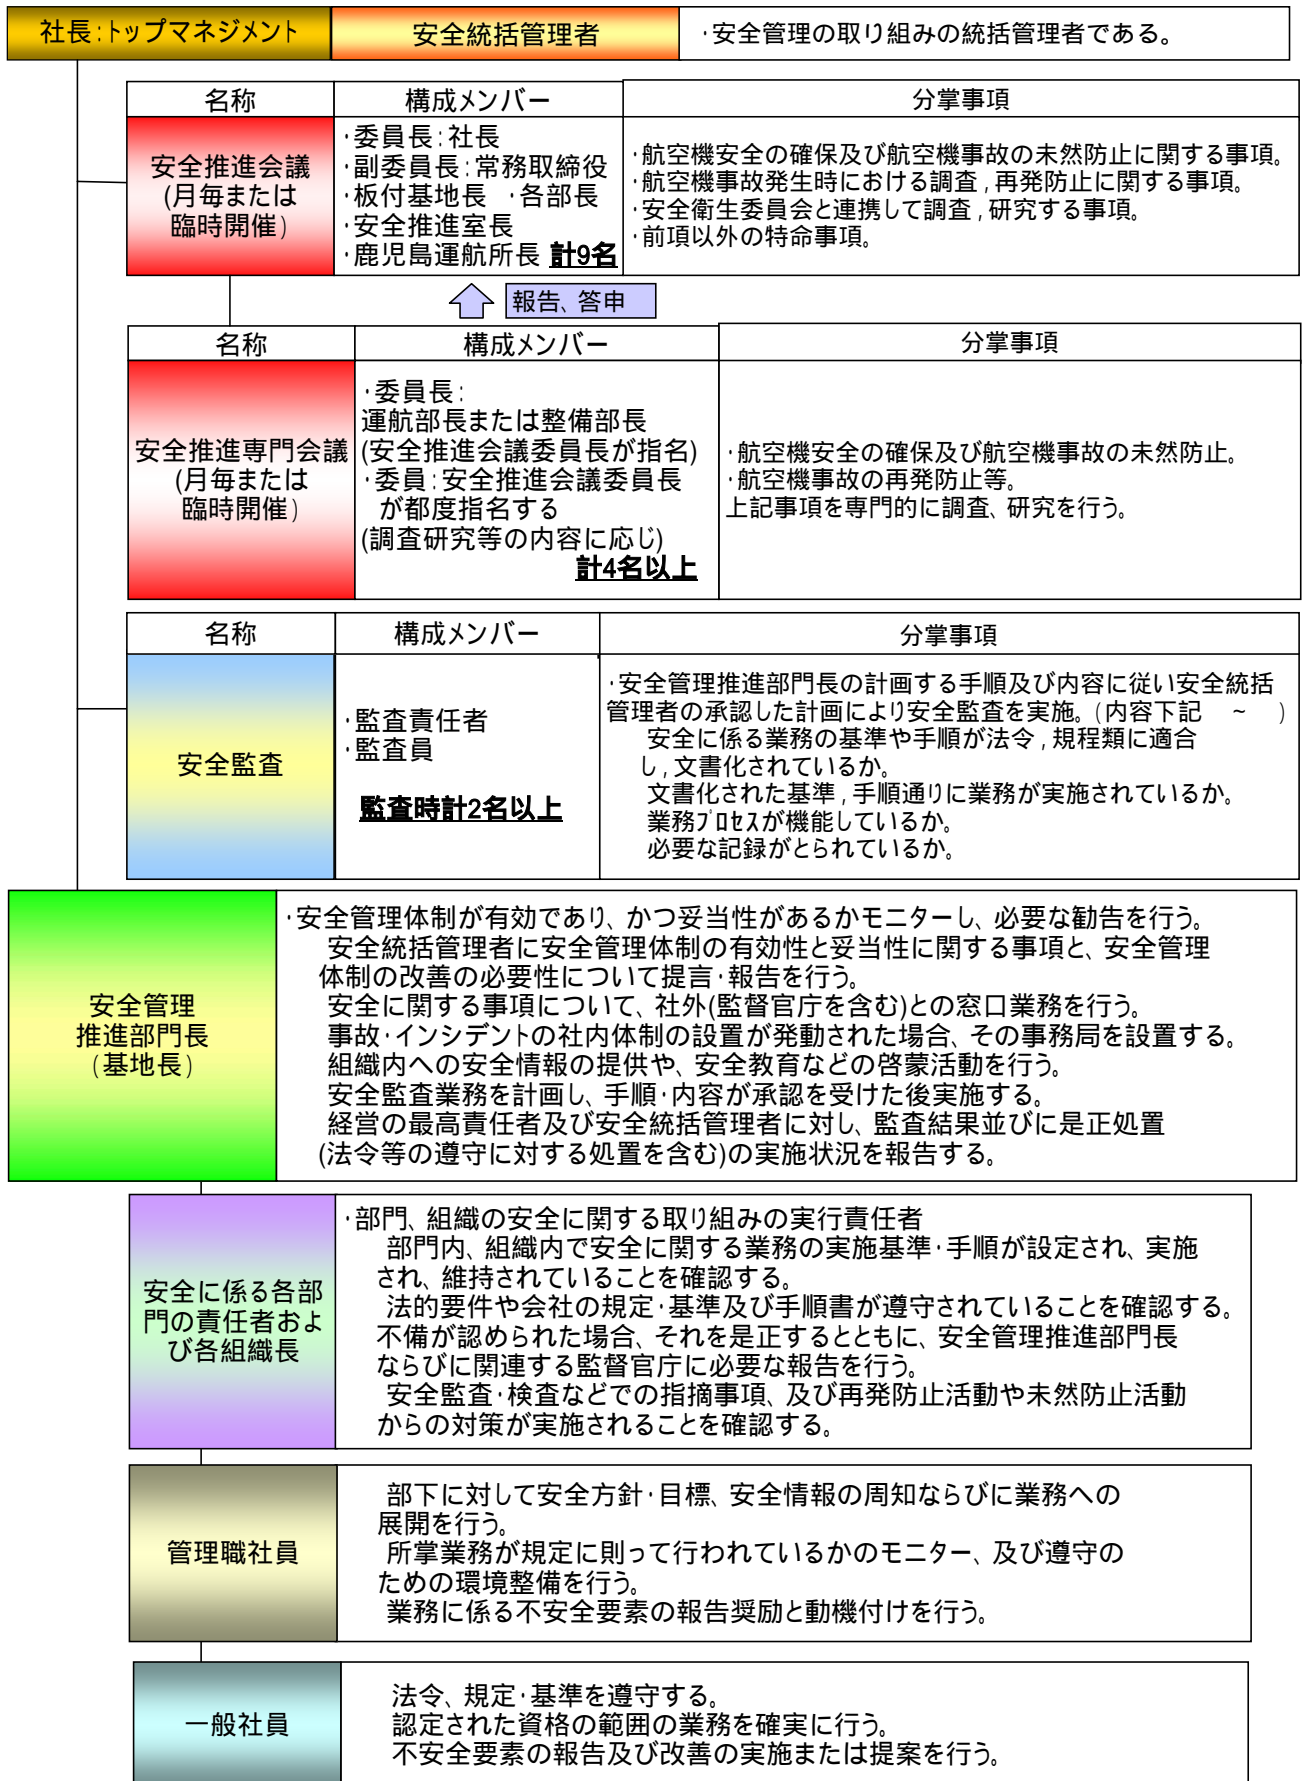 社長:トップマネジメント
安全統括管理者
・安全管理の取り組みの統括管理者である。
名称
構成メンバー
分掌事項
安全推進会議
(月毎または
臨時開催)
・委員長:社長
・副委員長:常務取締役
・板付基地長 ・各部長
・安全推進室長
・鹿児島運航所長 計9名
・航空機安全の確保及び航空機事故の未然防止に関する事項。
・航空機事故発生時における調査,再発防止に関する事項。
・安全衛生委員会と連携して調査,研究する事項。
・前項以外の特命事項。
報告、答申
名称
構成メンバー
分掌事項
安全推進専門会議
(月毎または
臨時開催)
・委員長:
運航部長または整備部長
(安全推進会議委員長が指名)
・委員:安全推進会議委員長
が都度指名する
(調査研究等の内容に応じ)
計4名以上
・航空機安全の確保及び航空機事故の未然防止。
・航空機事故の再発防止等。
上記事項を専門的に調査、研究を行う。
名称
構成メンバー
分掌事項
安全監査
・監査責任者
・監査員
監査時計2名以上
・安全管理推進部門長の計画する手順及び内容に従い安全統括
管理者の承認した計画により安全監査を実施。(内容下記 ~ )
安全に係る業務の基準や手順が法令,規程類に適合
し,文書化されているか。
文書化された基準,手順通りに業務が実施されているか。
業務プロセスが機能しているか。
必要な記録がとられているか。
安全管理
推進部門長
(基地長)
・安全管理体制が有効であり、かつ妥当性があるかモニターし、必要な勧告を行う。
安全統括管理者に安全管理体制の有効性と妥当性に関する事項と、安全管理
体制の改善の必要性について提言・報告を行う。
安全に関する事項について、社外(監督官庁を含む)との窓口業務を行う。
事故・インシデントの社内体制の設置が発動された場合、その事務局を設置する。
組織内への安全情報の提供や、安全教育などの啓蒙活動を行う。
安全監査業務を計画し、手順・内容が承認を受けた後実施する。
経営の最高責任者及び安全統括管理者に対し、監査結果並びに是正処置
(法令等の遵守に対する処置を含む)の実施状況を報告する。
安全に係る各部
門の責任者およ
び各組織長
・部門、組織の安全に関する取り組みの実行責任者
部門内、組織内で安全に関する業務の実施基準・手順が設定され、実施
され、維持されていることを確認する。
法的要件や会社の規定・基準及び手順書が遵守されていることを確認する。
不備が認められた場合、それを是正するとともに、安全管理推進部門長
ならびに関連する監督官庁に必要な報告を行う。
安全監査・検査などでの指摘事項、及び再発防止活動や未然防止活動
からの対策が実施されることを確認する。
管理職社員
部下に対して安全方針・目標、安全情報の周知ならびに業務への
展開を行う。
所掌業務が規定に則って行われているかのモニター、及び遵守の
ための環境整備を行う。
業務に係る不安全要素の報告奨励と動機付けを行う。
一般社員
法令、規定・基準を遵守する。
認定された資格の範囲の業務を確実に行う。
不安全要素の報告及び改善の実施または提案を行う。